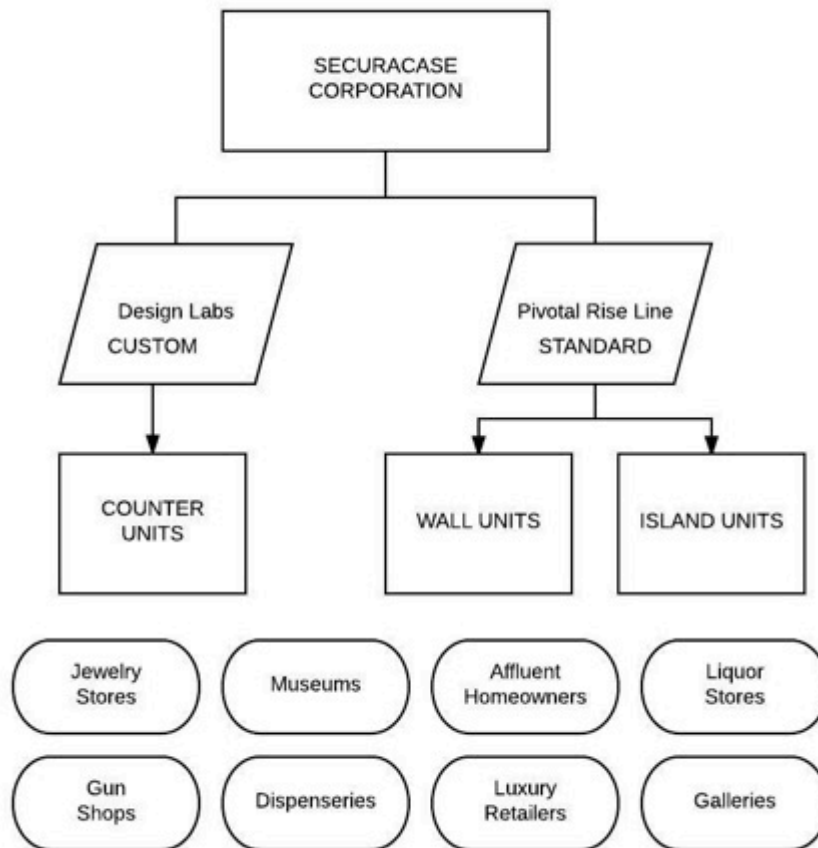 SECURACASE
CORPORATION
Design Labs
CUSTOM
Pivotal Rise Line
STANDARD
COUNTER
UNITS
WALL UNITS
ISLAND UNITS
Jewelry
Stores
Museums
Affluent
Homeowners
Liquor
Stores
Gun
Shops
Dispenseries
Luxury
Retailers
Galleries